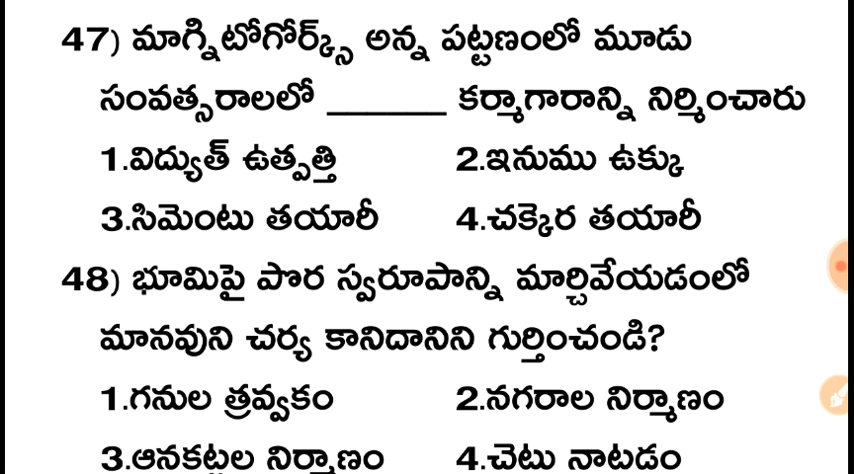 47) మాగ్నిటోగోర్స్క్ అన్న పట్టణంలో మూడు
సంవత్సరాలలో ______ కర్మాగారాన్ని నిర్మించారు
1.విద్యుత్ ఉత్పత్తి 2.ఇనుము ఉక్కు
3.సిమెంటు తయారీ 4.చక్కెర తయారీ
48) భూమిపై పొర స్వరూపాన్ని మార్చివేయడంలో
మానవుని చర్య కానిదానిని గుర్తించండి?
1.గనుల త్రవ్వకం 2.నగరాల నిర్మాణం
3.ఆనకట్టల నిర్మాణం 4.చెట్లు నాటడం